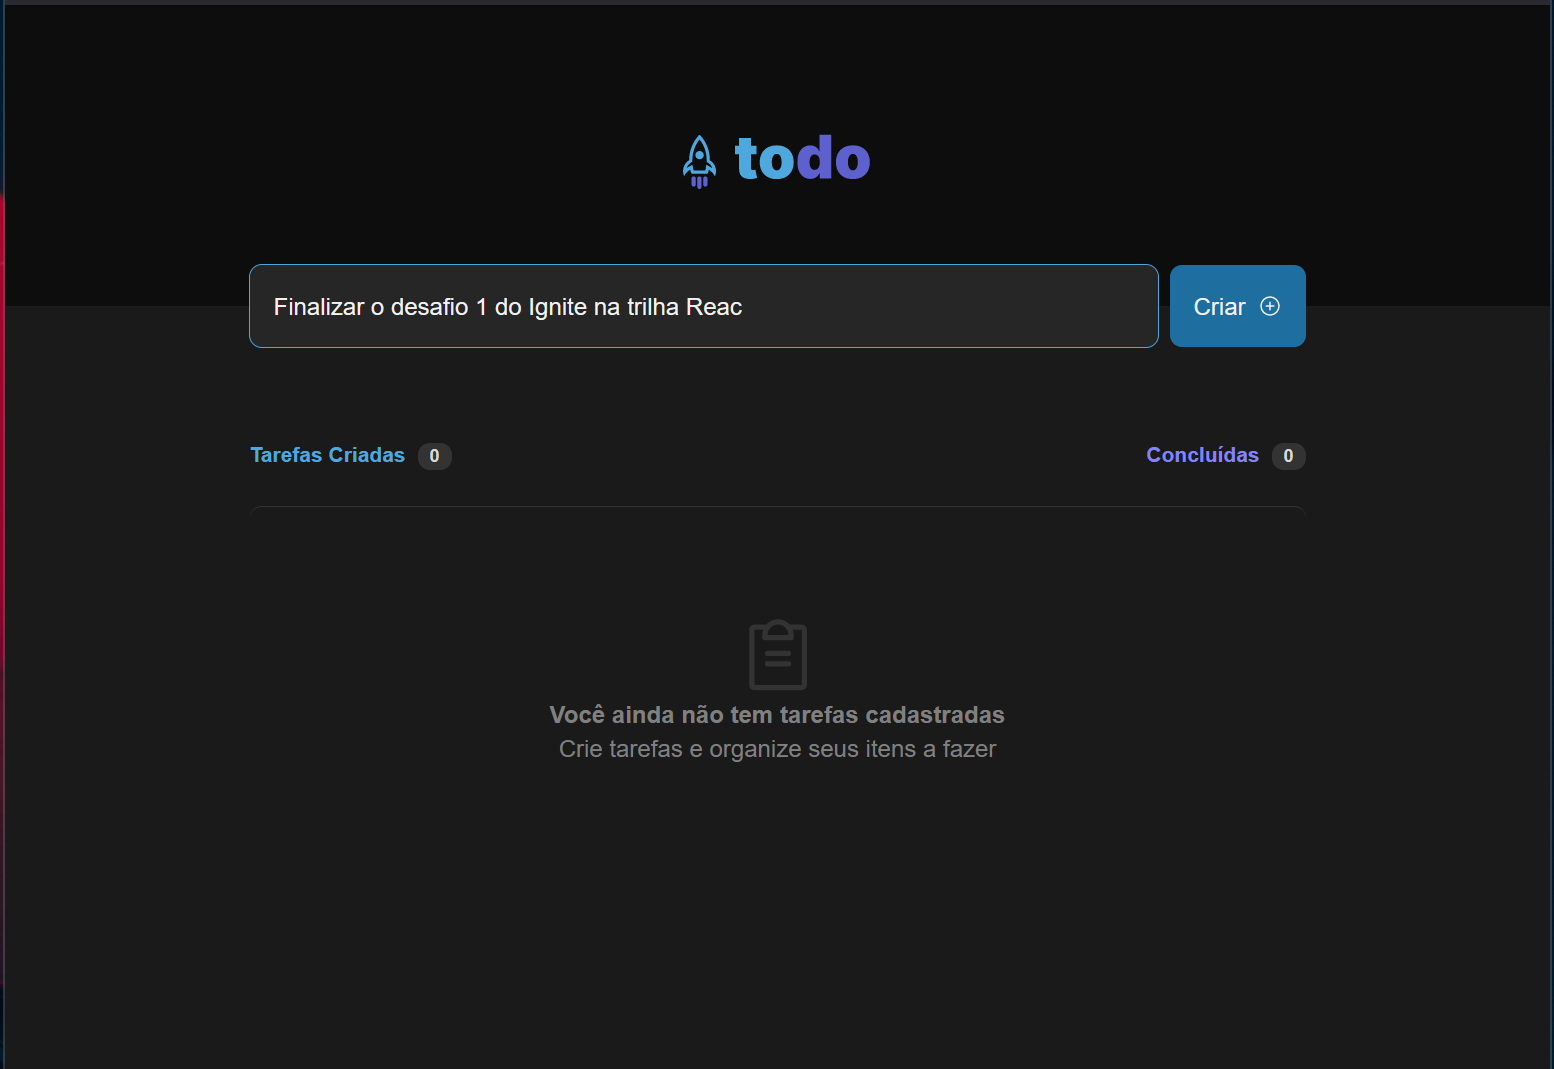 todo
Finalizar o desafio 1 do Ignite na trilha Reac
Criar
Tarefas Criadas 0
Concluídas 0
Você ainda não tem tarefas cadastradas
Crie tarefas e organize seus itens a fazer